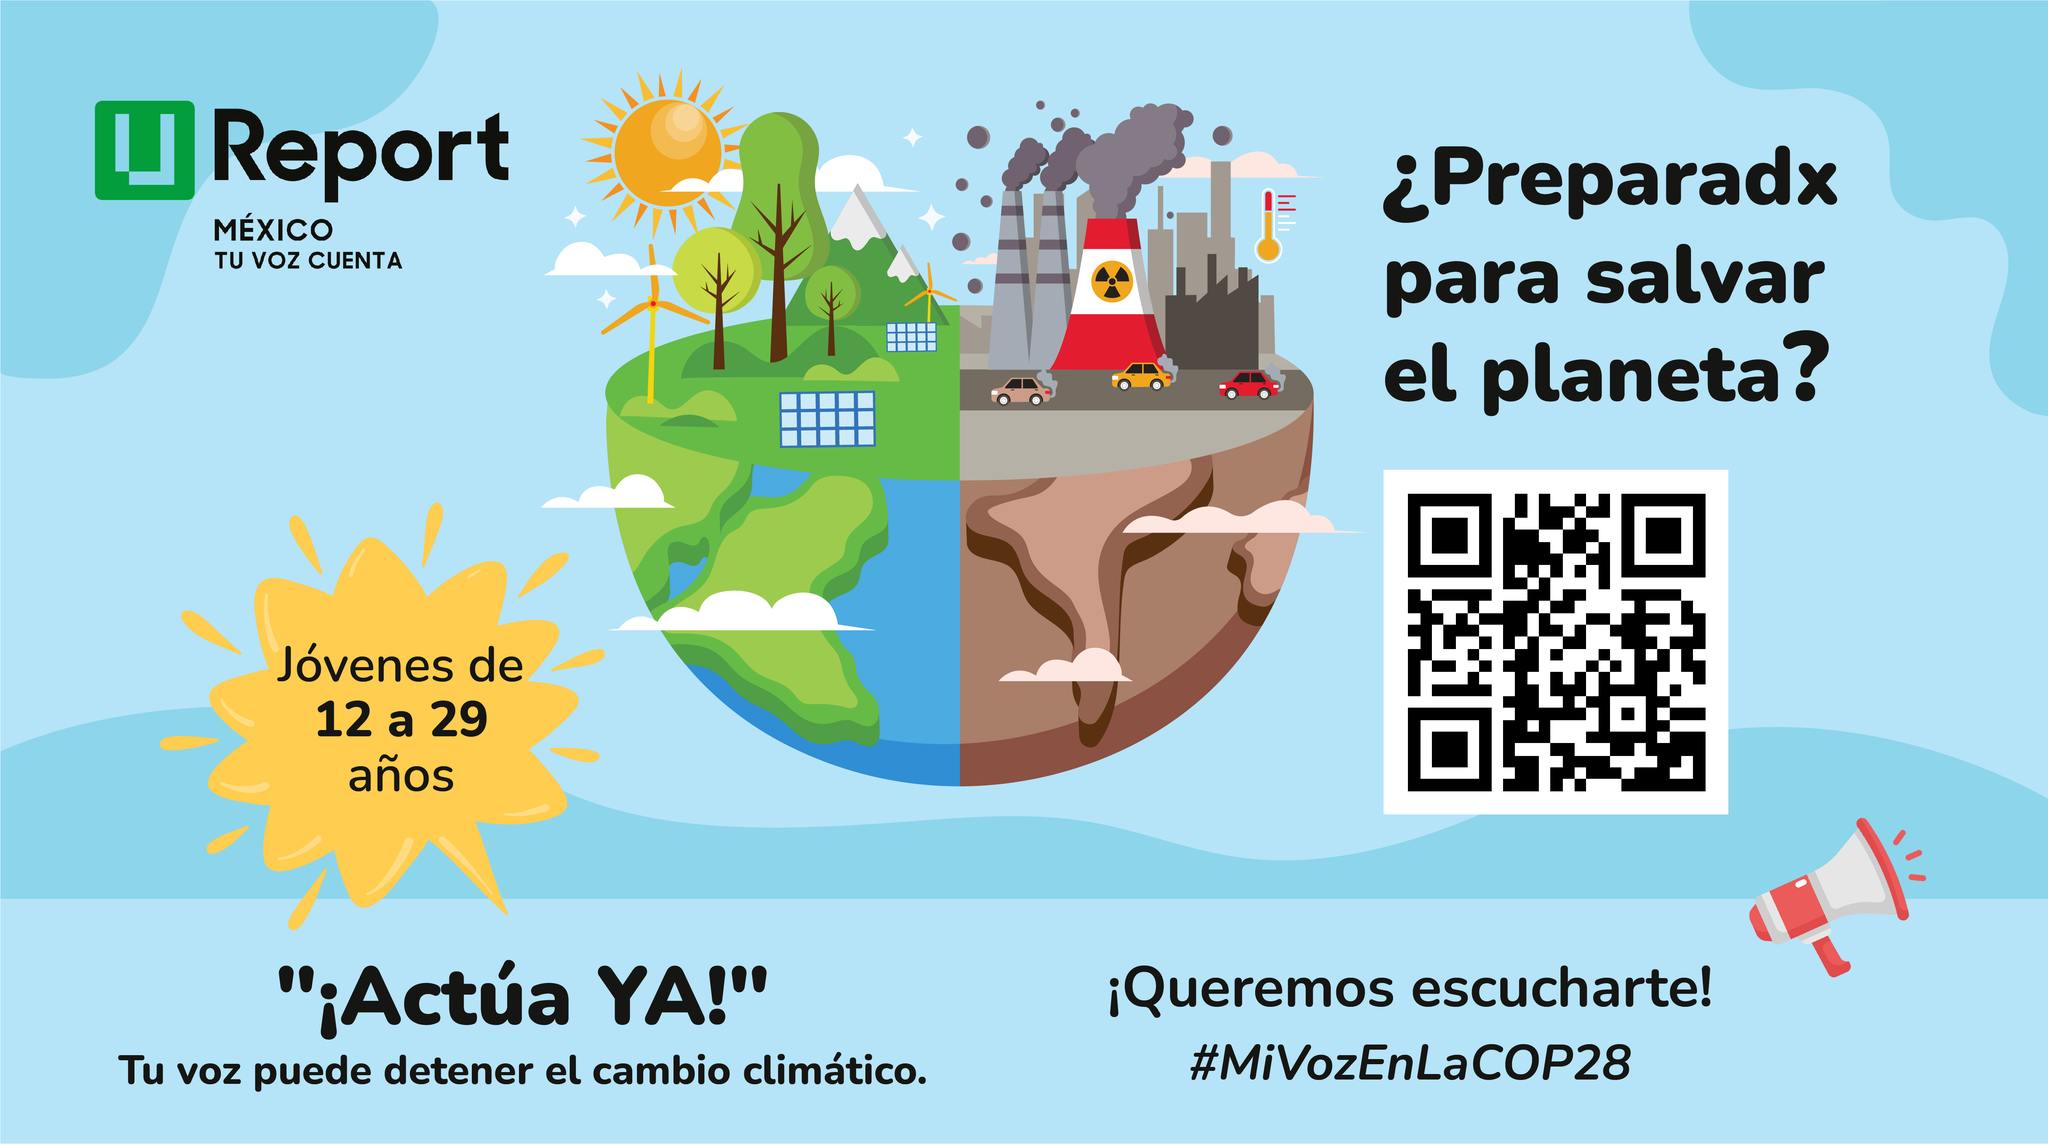 U Report
MÉXICO
TU VOZ CUENTA
¿Preparadx
para salvar
el planeta?
Jóvenes de
12 a 29
años
"¡Actúa YA!"
Tu voz puede detener el cambio climático.
¡Queremos escucharte!
#MiVozEnLaCOP28